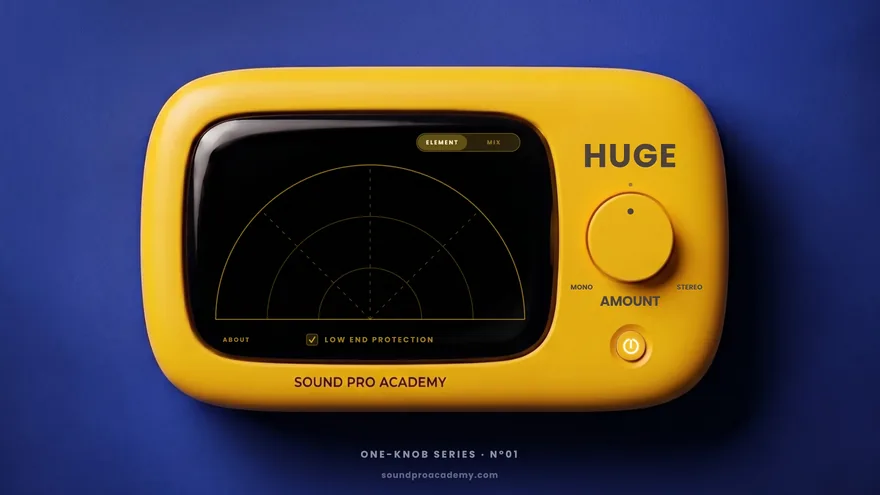 ELEMENT MIX
HUGE
MONO STEREO
AMOUNT
ABOUT LOW END PROTECTION
SOUND PRO ACADEMY
ONE-KNOB SERIES · Nº01
soundproacademy.com